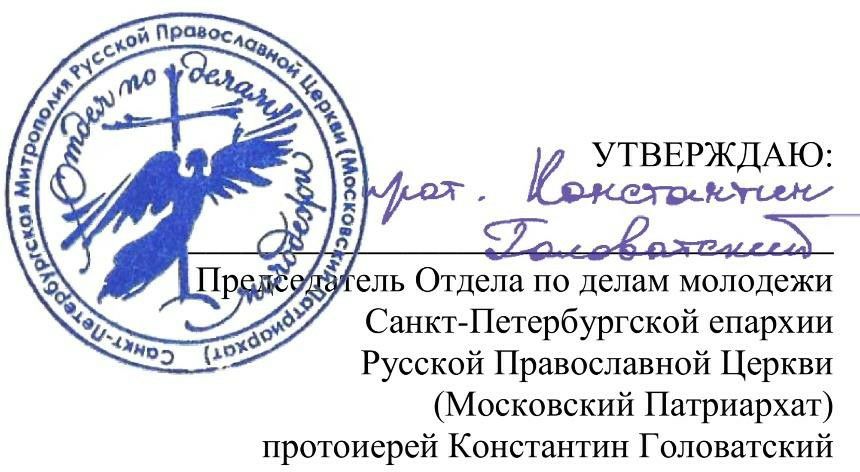 Санкт-Петербургская Митрополия Русской Православной Церкви (Московский Патриархат)
Отдел по делам молодежи
УТВЕРЖДАЮ:
прот. Константин
Головатский
Председатель Отдела по делам молодежи
Санкт-Петербургской епархии
Русской Православной Церкви
(Московский Патриархат)
протоиерей Константин Головатский